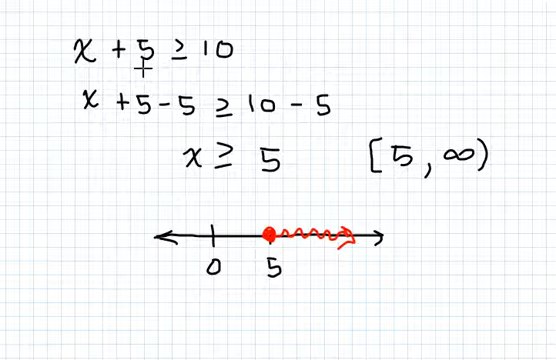 x + 5 ≥ 10
x + 5 - 5 ≥ 10 - 5
x ≥ 5 [5, ∞)
0 5